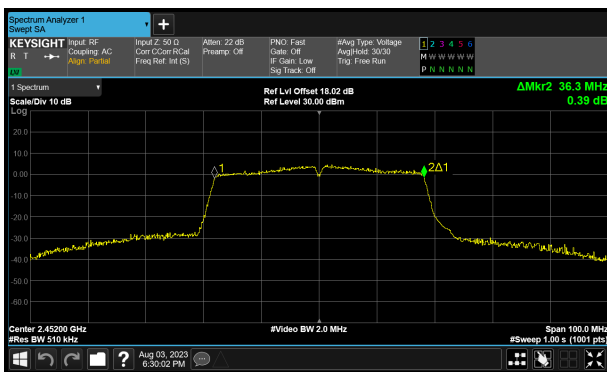 Spectrum Analyzer 1
Swept SA
+
KEYSIGHT Input: RF Input Z: 50 Ω Atten: 22 dB PNO: Fast #Avg Type: Voltage 1 2 3 4 5 6
R T Coupling: AC Corr CCorr RCal Preamp: Off Gate: Off Avg|Hold: 30/30 M W W W W W
Align: Partial Freq Ref: Int (S) IF Gain: Low Trig: Free Run
Sig Track: Off P N N N N N
1 Spectrum Ref Lvl Offset 18.02 dB ΔMkr2 36.3 MHz
Scale/Div 10 dB Ref Level 30.00 dBm 0.39 dB
Log
20.0
10.0
0.00
1
2Δ1
-10.0
-20.0
-30.0
-40.0
-50.0
-60.0
Center 2.45200 GHz #Video BW 2.0 MHz Span 100.0 MHz
#Res BW 510 kHz #Sweep 1.00 s (1001 pts)
? Aug 03, 2023
6:30:02 PM